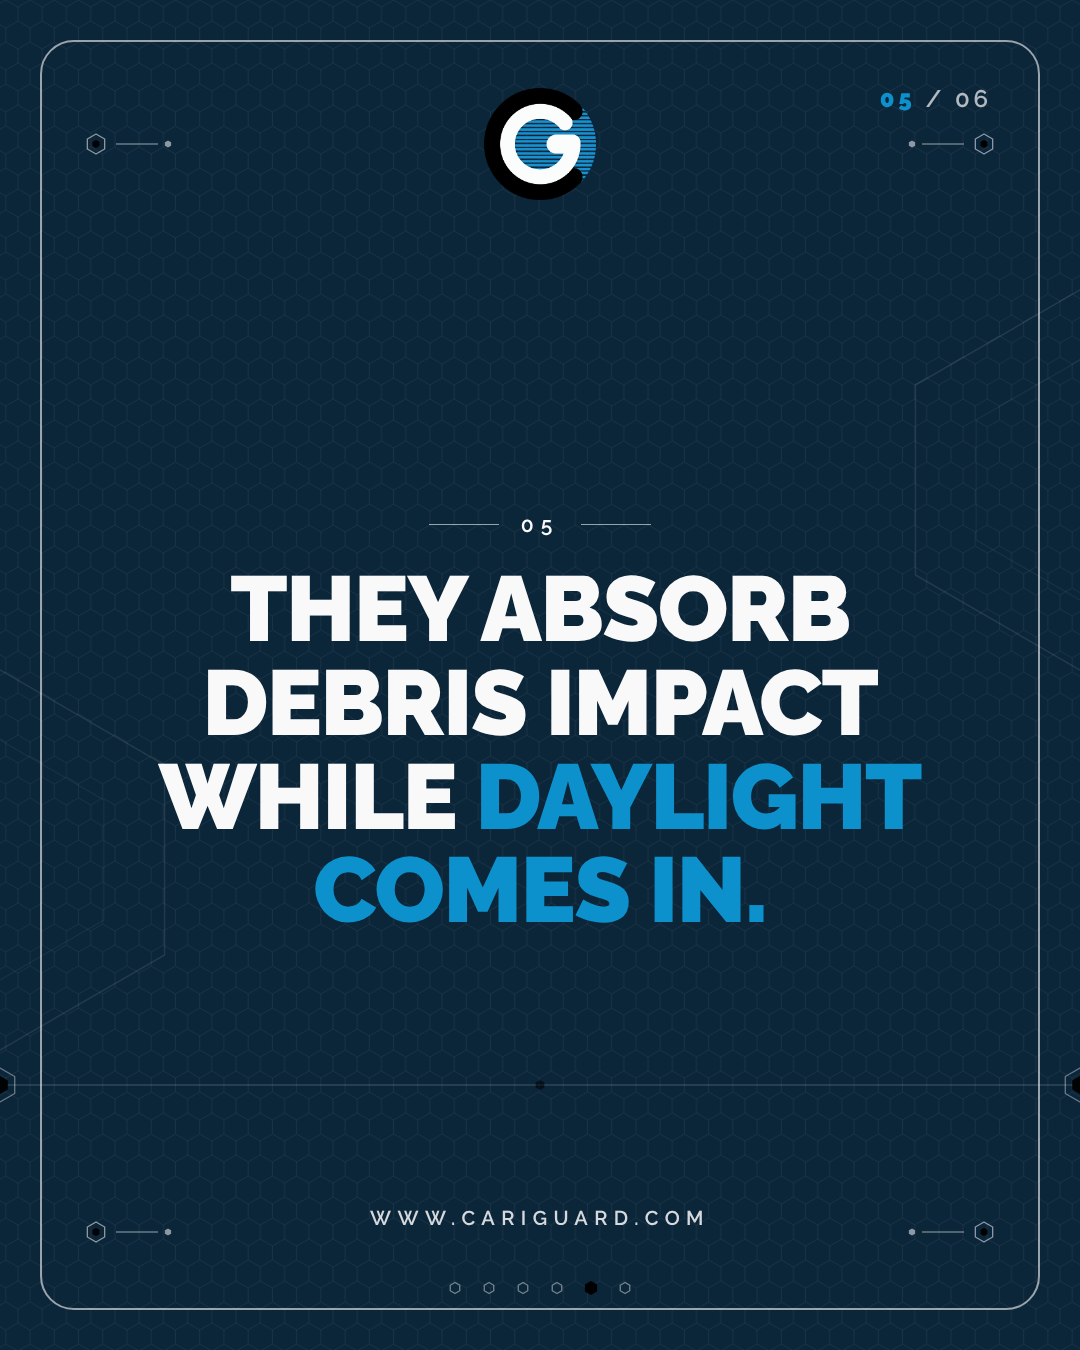 05 / 06
05
THEY ABSORB
DEBRIS IMPACT
WHILE DAYLIGHT
COMES IN.
WWW.CARIGUARD.COM